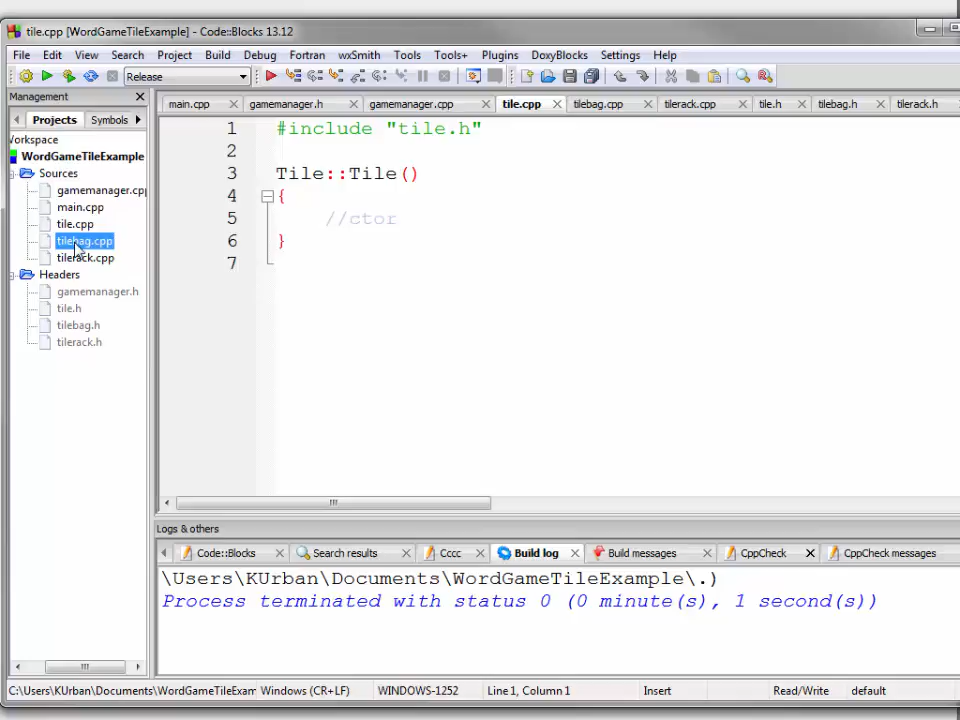 tile.cpp [WordGameTileExample] - Code::Blocks 13.12
File Edit View Search Project Build Debug Fortran wxSmith Tools Tools+ Plugins DoxyBlocks Settings Help
Release
Management
main.cpp gamemanager.h gamemanager.cpp tile.cpp tilebag.cpp tilerack.cpp tile.h tilebag.h tilerack.h
Projects Symbols
Workspace
WordGameTileExample
Sources
gamemanager.cpp
main.cpp
tile.cpp
tilebag.cpp
tilerack.cpp
Headers
gamemanager.h
tile.h
tilebag.h
tilerack.h
1 #include "tile.h"
2
3 Tile::Tile()
4 {
5 //ctor
6 }
7
Logs & others
Code::Blocks Search results Cccc Build log Build messages CppCheck CppCheck messages
\Users\KUrban\Documents\WordGameTileExample\.)
Process terminated with status 0 (0 minute(s), 1 second(s))
C:\Users\KUrban\Documents\WordGameTileExam Windows (CR+LF) WINDOWS-1252 Line 1, Column 1 Insert Read/Write default